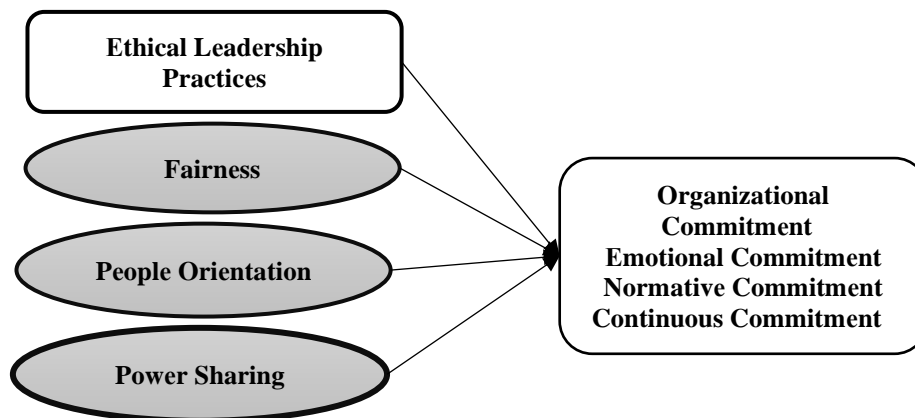 Ethical Leadership
Practices
Fairness
People Orientation
Power Sharing
Organizational
Commitment
Emotional Commitment
Normative Commitment
Continuous Commitment